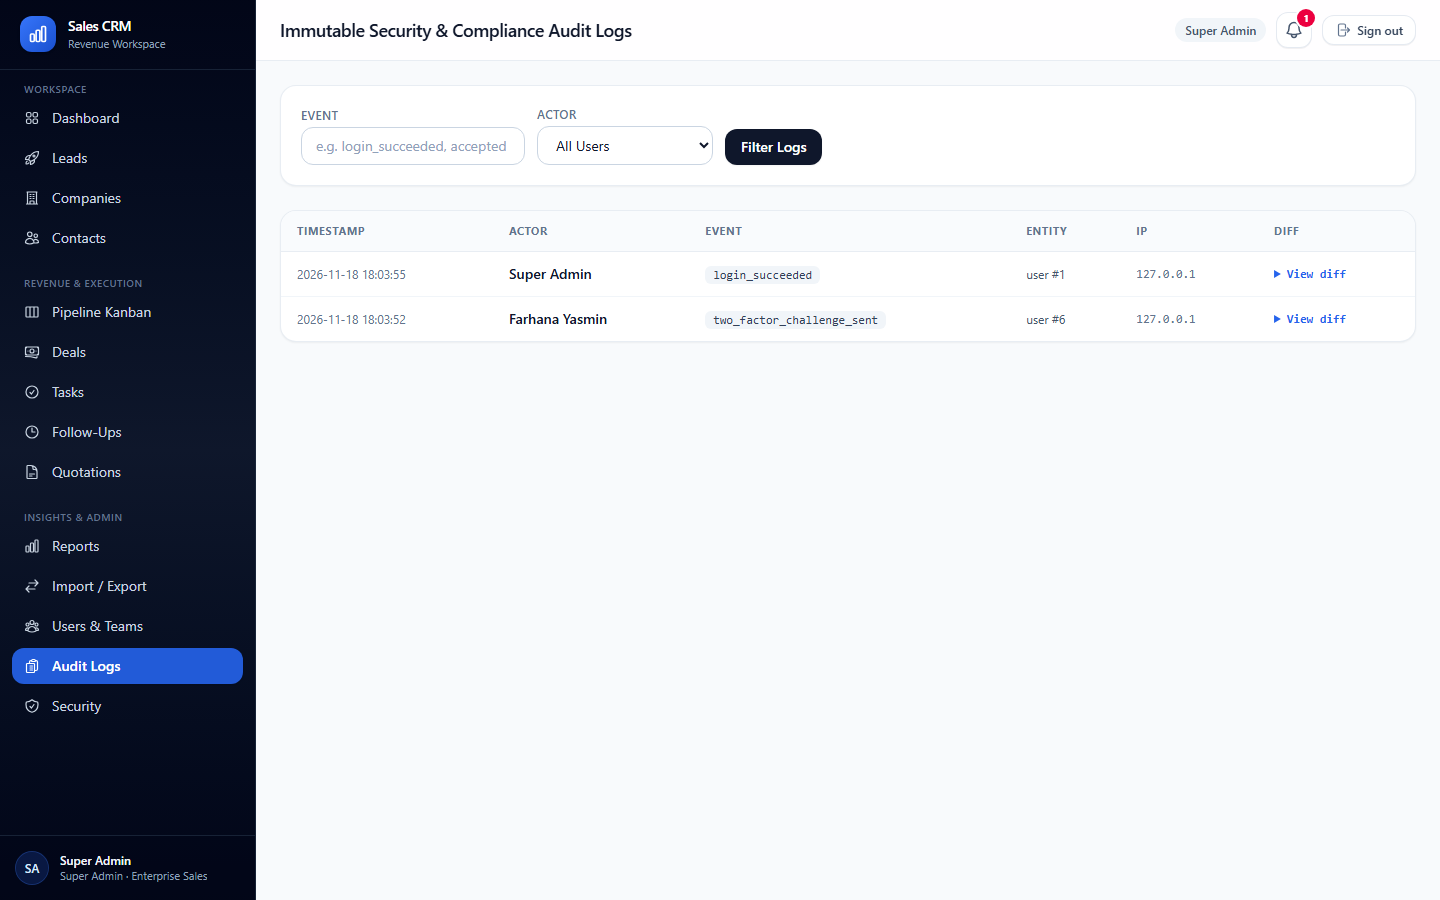 Sales CRM
Revenue Workspace
WORKSPACE
Dashboard
Leads
Companies
Contacts
REVENUE & EXECUTION
Pipeline Kanban
Deals
Tasks
Follow-Ups
Quotations
INSIGHTS & ADMIN
Reports
Import / Export
Users & Teams
Audit Logs
Security
SA
Super Admin
Super Admin · Enterprise Sales
Immutable Security & Compliance Audit Logs
Super Admin
1
Sign out
EVENT
e.g. login_succeeded, accepted
ACTOR
All Users
Filter Logs
TIMESTAMP ACTOR EVENT ENTITY IP DIFF
2026-11-18 18:03:55 Super Admin login_succeeded user #1 127.0.0.1 View diff
2026-11-18 18:03:52 Farhana Yasmin two_factor_challenge_sent user #6 127.0.0.1 View diff